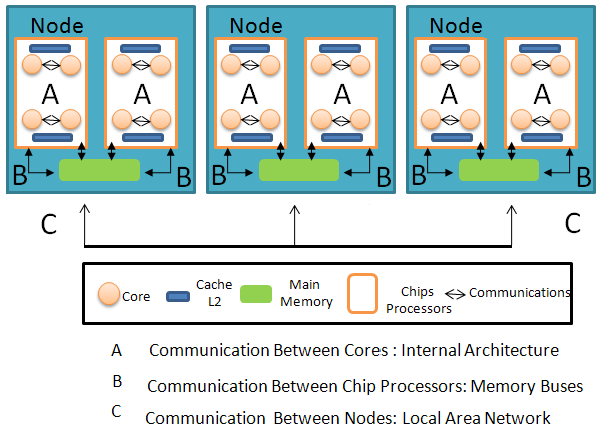 Node Node Node
A A A A A A
B B B B B B
C C
Core
Cache
L2
Main
Memory
Chips
Processors
Communications
A Communication Between Cores : Internal Architecture
B Communication Between Chip Processors: Memory Buses
C Communication Between Nodes: Local Area Network